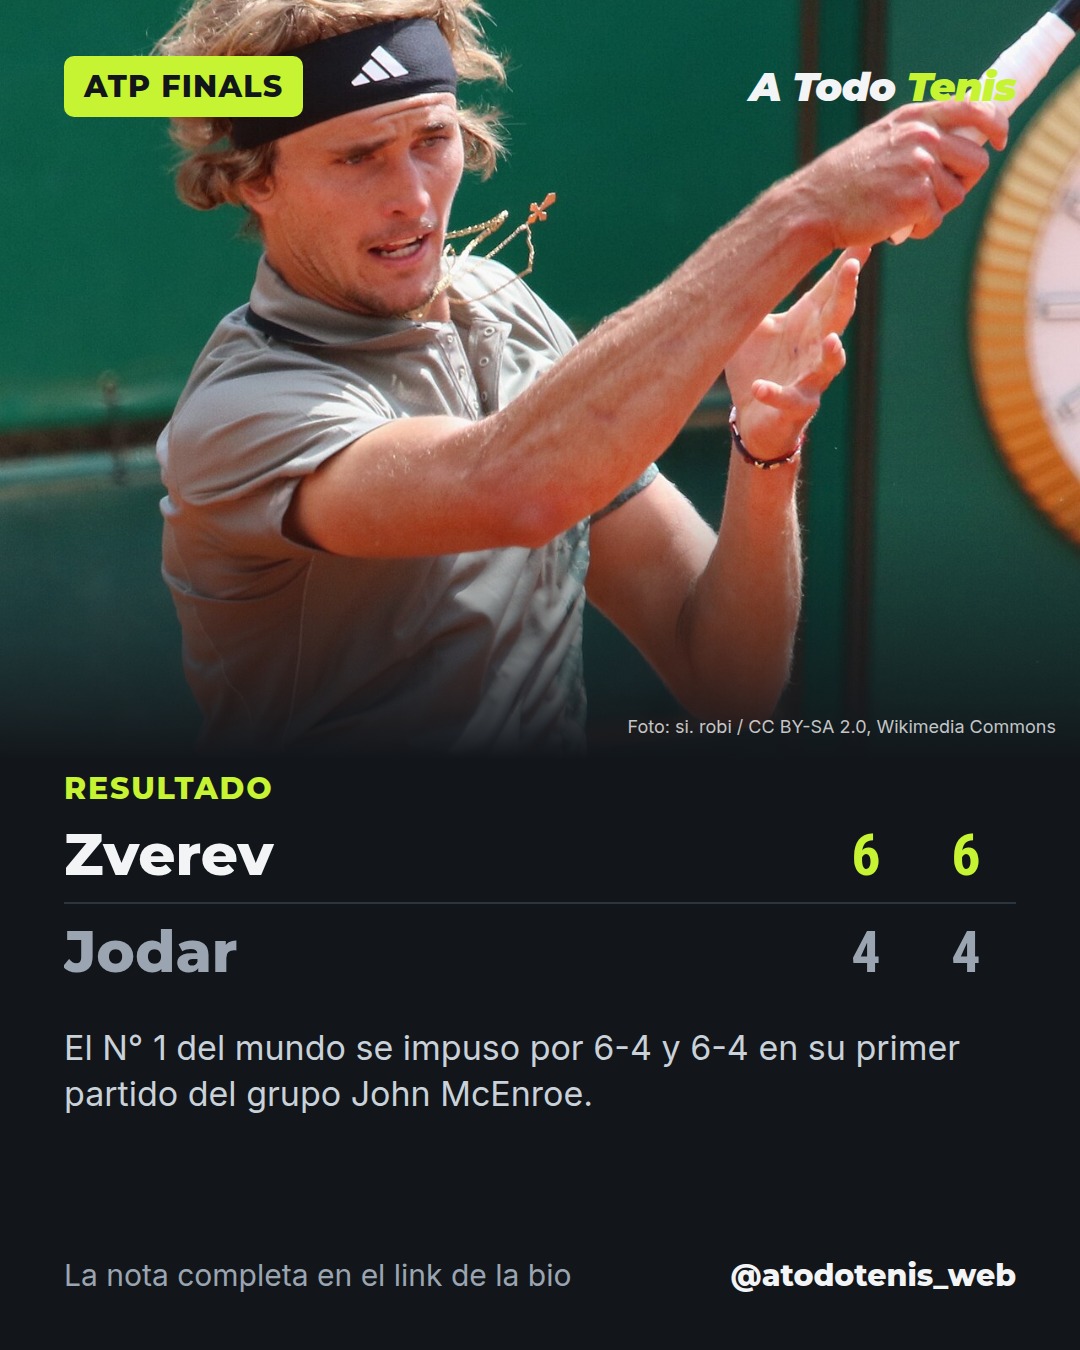 ATP FINALS
A Todo Tenis
Foto: si. robi / CC BY-SA 2.0, Wikimedia Commons
RESULTADO
Zverev 6 6
Jodar 4 4
El N° 1 del mundo se impuso por 6-4 y 6-4 en su primer
partido del grupo John McEnroe.
La nota completa en el link de la bio
@atodotenis_web